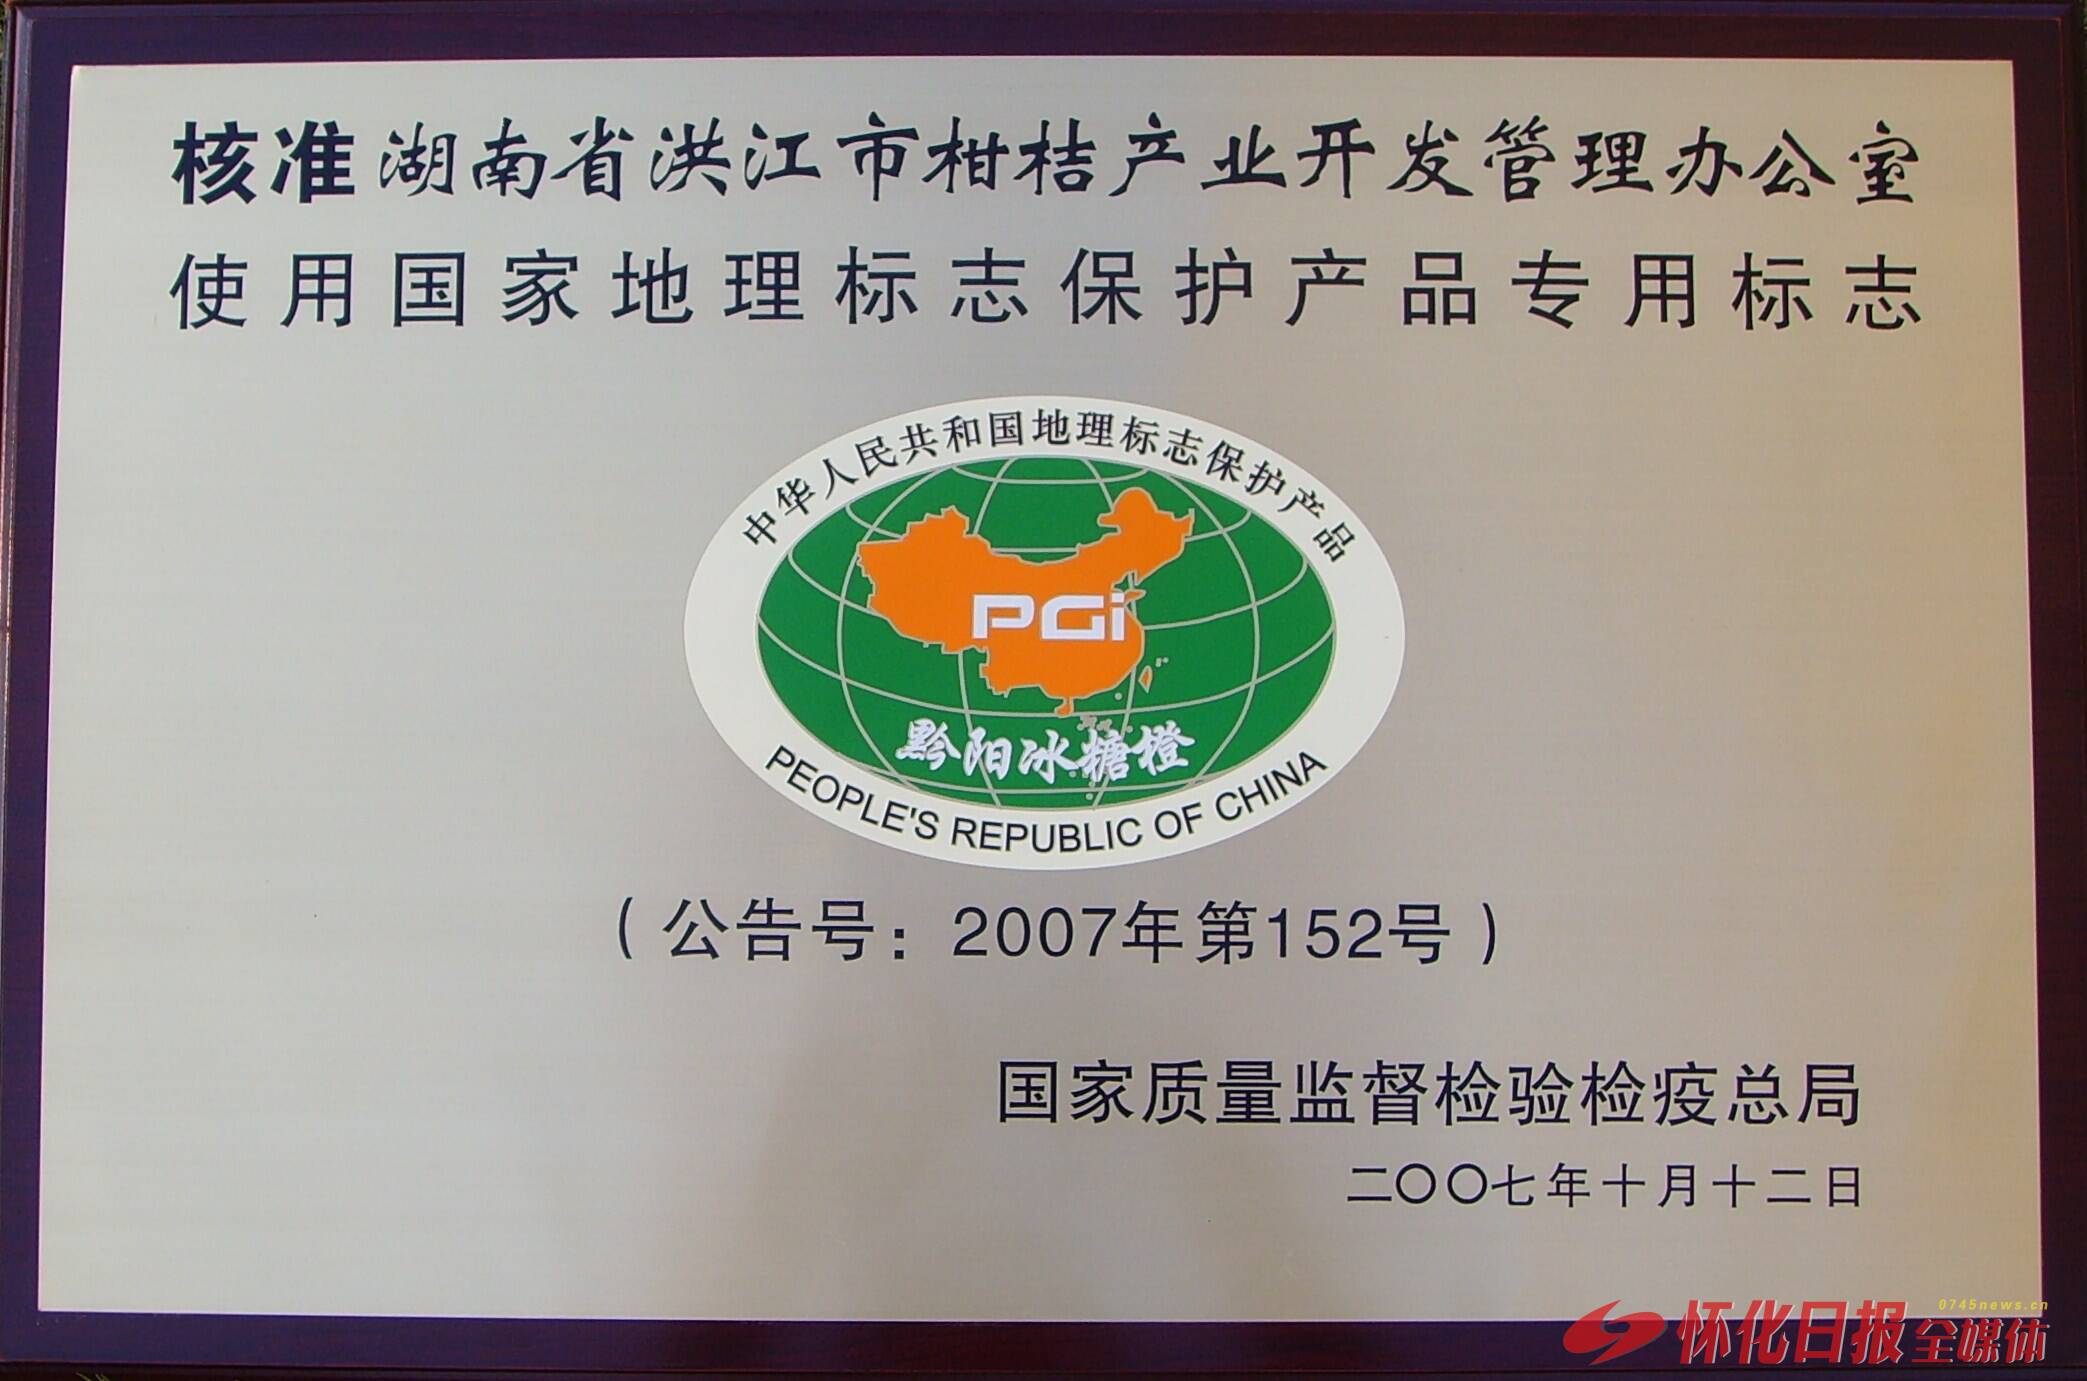 核准湖南省洪江市柑桔产业开发管理办公室
使用国家地理标志保护产品专用标志
中华人民共和国地理标志保护产品
PGi
黔阳冰糖橙
PEOPLE'S REPUBLIC OF CHINA
（公告号：2007年第152号）
国家质量监督检验检疫总局
二〇〇七年十月十二日
0745news.cn
怀化日报全媒体